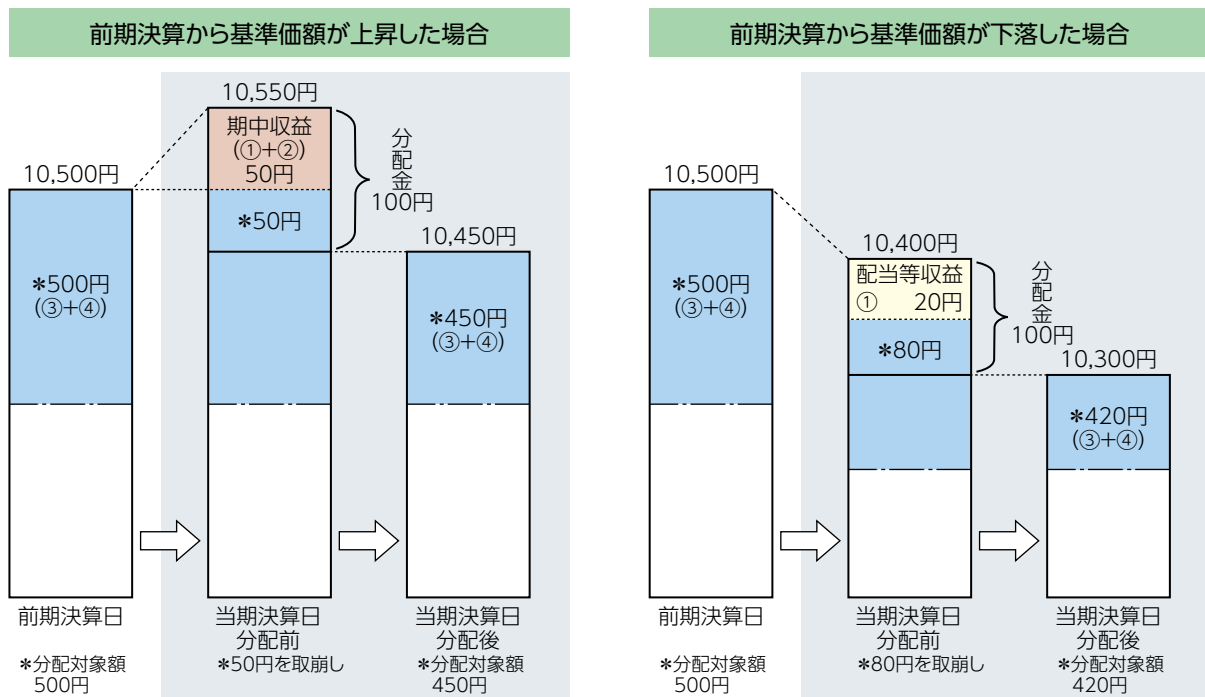 前期決算から基準価額が上昇した場合
10,550円
期中収益
(①+②)
50円
分配金
100円
10,500円
*50円
10,450円
*500円
(③+④)
*450円
(③+④)
前期決算日
当期決算日
分配前
当期決算日
分配後
*分配対象額
500円
*50円を取崩し
*分配対象額
450円
前期決算から基準価額が下落した場合
10,500円
10,400円
配当等収益
① 20円
分配金
100円
*500円
(③+④)
*80円
10,300円
*420円
(③+④)
前期決算日
当期決算日
分配前
当期決算日
分配後
*分配対象額
500円
*80円を取崩し
*分配対象額
420円